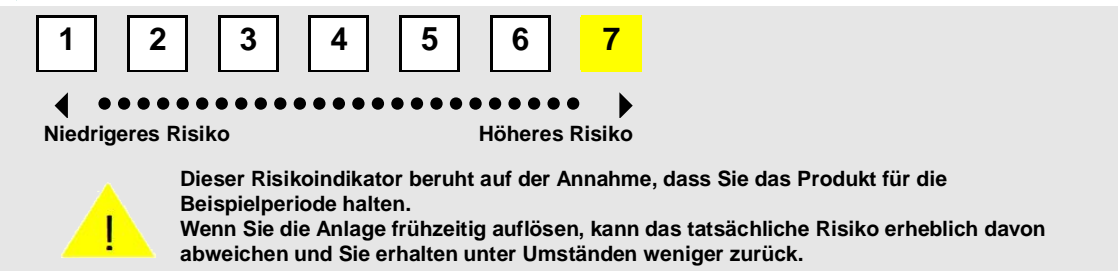 1 2 3 4 5 6 7
Niedrigeres Risiko Höheres Risiko
Dieser Risikoindikator beruht auf der Annahme, dass Sie das Produkt für die
Beispielperiode halten.
Wenn Sie die Anlage frühzeitig auflösen, kann das tatsächliche Risiko erheblich davon
abweichen und Sie erhalten unter Umständen weniger zurück.
!